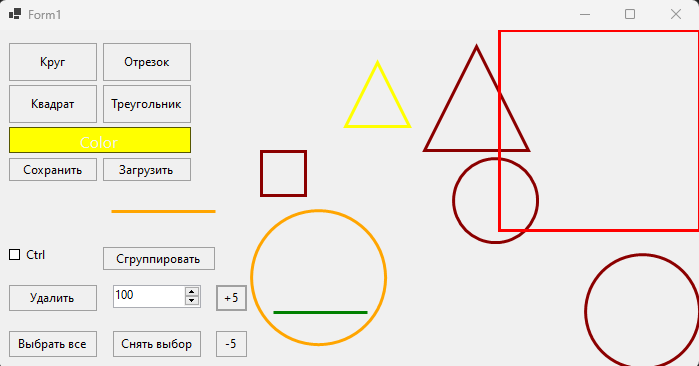 Form1
Круг
Отрезок
Квадрат
Треугольник
Color
Сохранить
Загрузить
Ctrl
Сгруппировать
Удалить
100
+5
Выбрать все
Снять выбор
-5